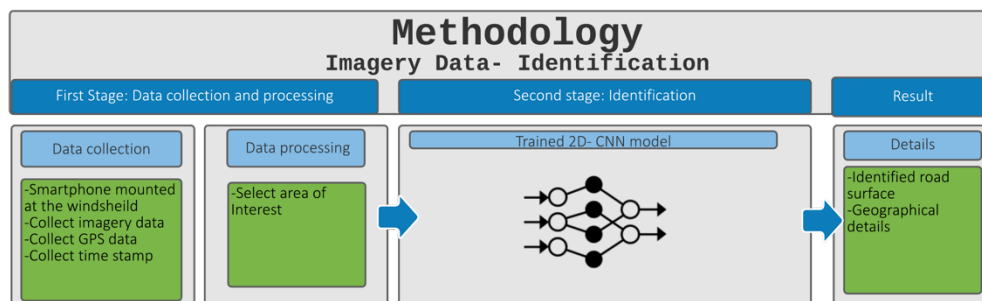 Methodology
Imagery Data- Identification
First Stage: Data collection and processing
Second stage: Identification
Result
Data collection
-Smartphone mounted
at the windsheild
-Collect imagery data
-Collect GPS data
-Collect time stamp
Data processing
-Select area of
Interest
Trained 2D- CNN model
Details
-Identified road
surface
-Geographical
details